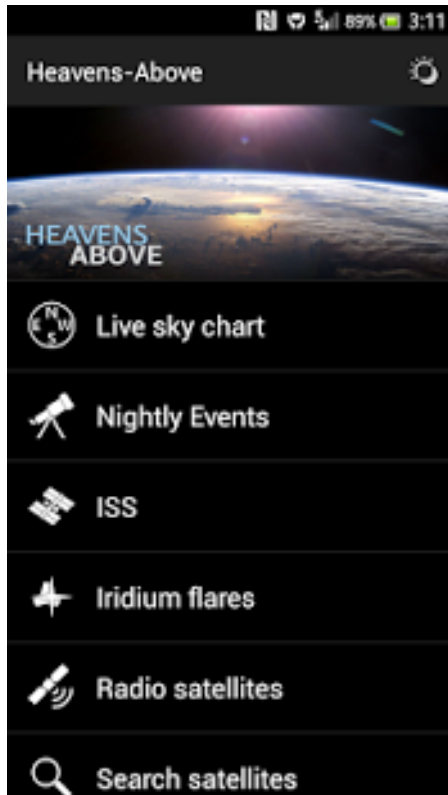 89% 3:11
Heavens-Above
HEAVENS
ABOVE
N
E W
S
Live sky chart
Nightly Events
ISS
Iridium flares
Radio satellites
Search satellites